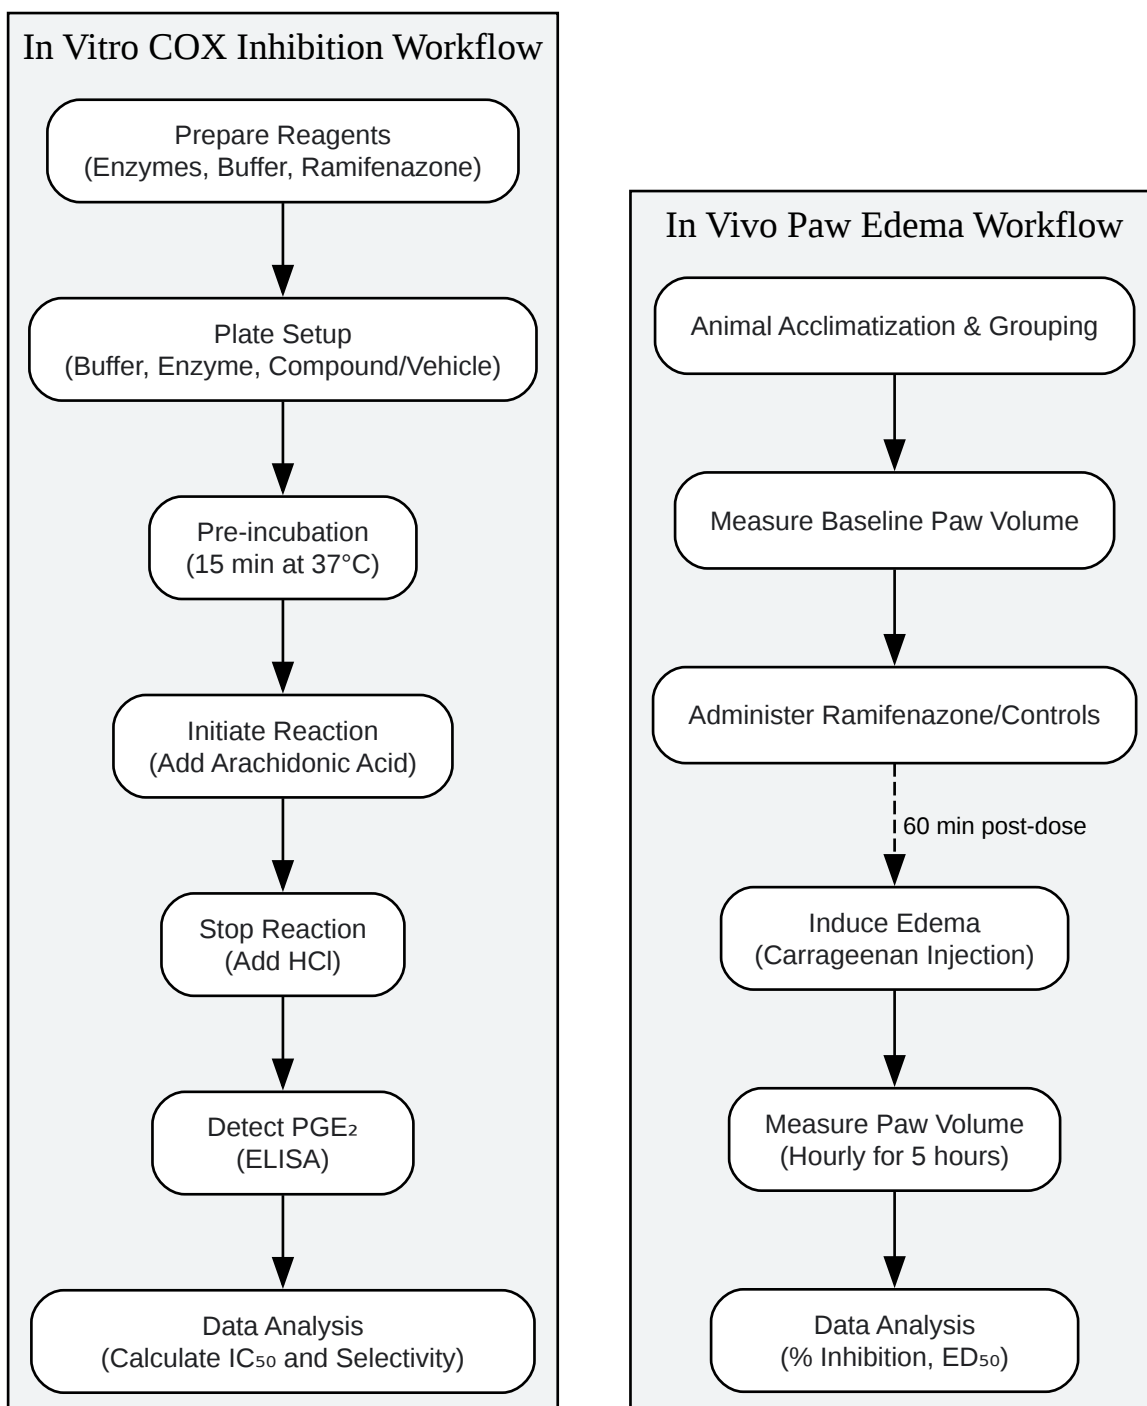 In Vitro COX Inhibition Workflow
Prepare Reagents
(Enzymes, Buffer, Ramifenazone)
Plate Setup
(Buffer, Enzyme, Compound/Vehicle)
Pre-incubation
(15 min at 37°C)
Initiate Reaction
(Add Arachidonic Acid)
Stop Reaction
(Add HCl)
Detect PGE₂
(ELISA)
Data Analysis
(Calculate IC₅₀ and Selectivity)
In Vivo Paw Edema Workflow
Animal Acclimatization & Grouping
Measure Baseline Paw Volume
Administer Ramifenazone/Controls
60 min post-dose
Induce Edema
(Carrageenan Injection)
Measure Paw Volume
(Hourly for 5 hours)
Data Analysis
(% Inhibition, ED₅₀)